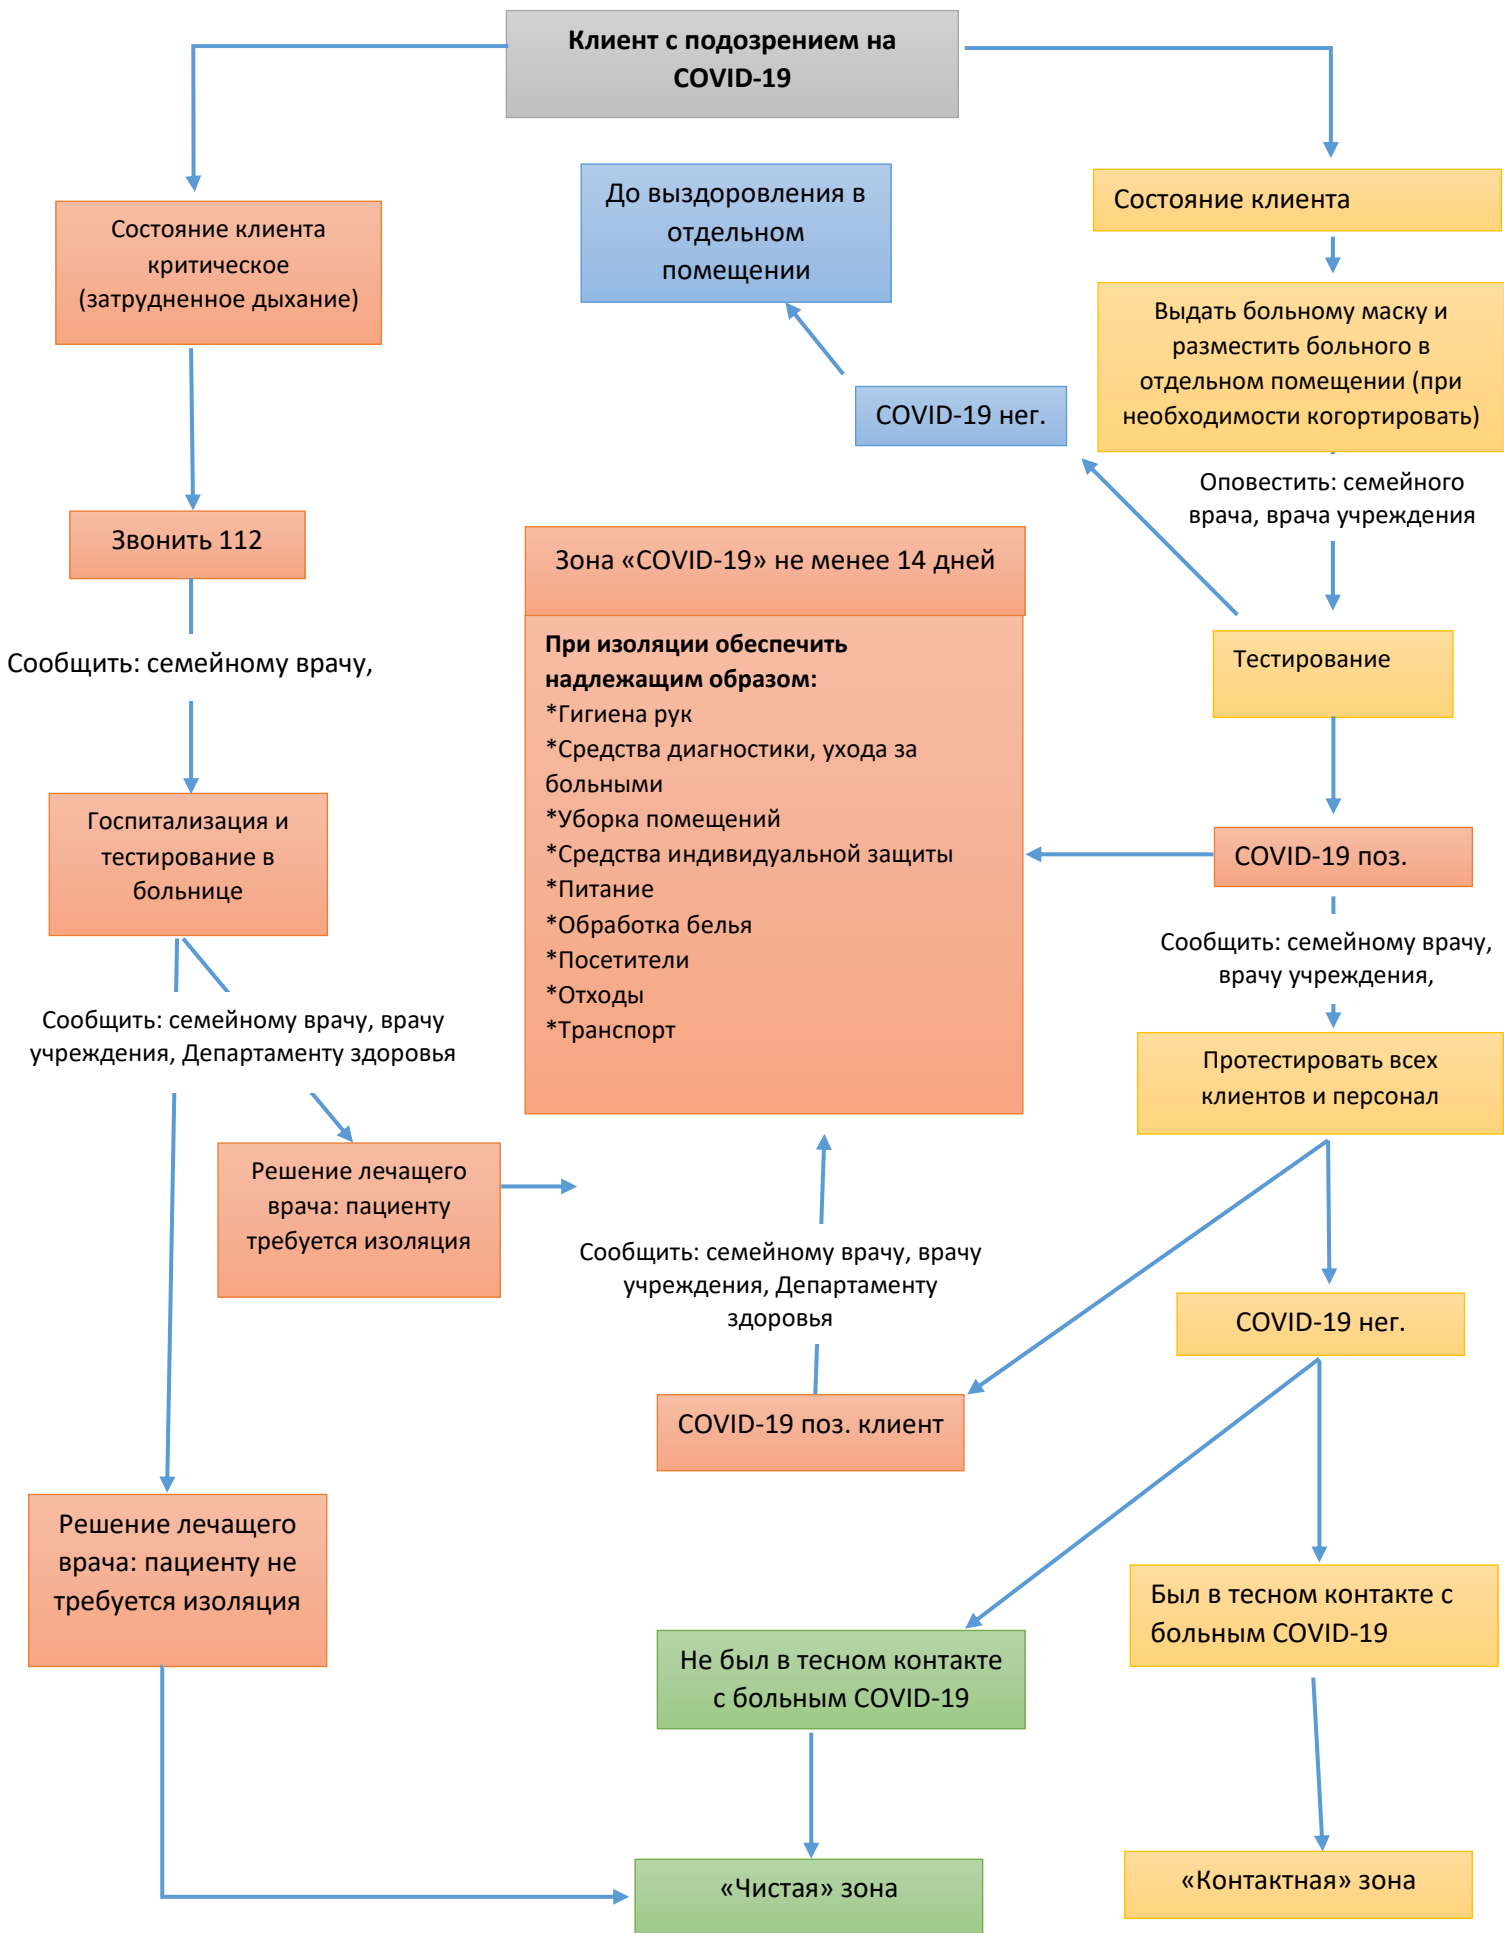 Клиент с подозрением на
COVID-19
Состояние клиента
критическое
(затрудненное дыхание)
До выздоровления в
отдельном
помещении
Состояние клиента
Выдать больному маску и
разместить больного в
отдельном помещении (при
необходимости когортировать)
COVID-19 нег.
Оповестить: семейного
врача, врача учреждения
Звонить 112
Зона «COVID-19» не менее 14 дней
При изоляции обеспечить
надлежащим образом:
*Гигиена рук
*Средства диагностики, ухода за
больными
*Уборка помещений
*Средства индивидуальной защиты
*Питание
*Обработка белья
*Посетители
*Отходы
*Транспорт
Сообщить: семейному врачу,
Тестирование
Госпитализация и
тестирование в
больнице
COVID-19 поз.
Сообщить: семейному врачу,
врачу учреждения,
Сообщить: семейному врачу, врачу
учреждения, Департаменту здоровья
Протестировать всех
клиентов и персонал
Решение лечащего
врача: пациенту
требуется изоляция
Сообщить: семейному врачу, врачу
учреждения, Департаменту
здоровья
COVID-19 нег.
COVID-19 поз. клиент
Решение лечащего
врача: пациенту не
требуется изоляция
Был в тесном контакте с
больным COVID-19
Не был в тесном контакте
с больным COVID-19
«Чистая» зона
«Контактная» зона